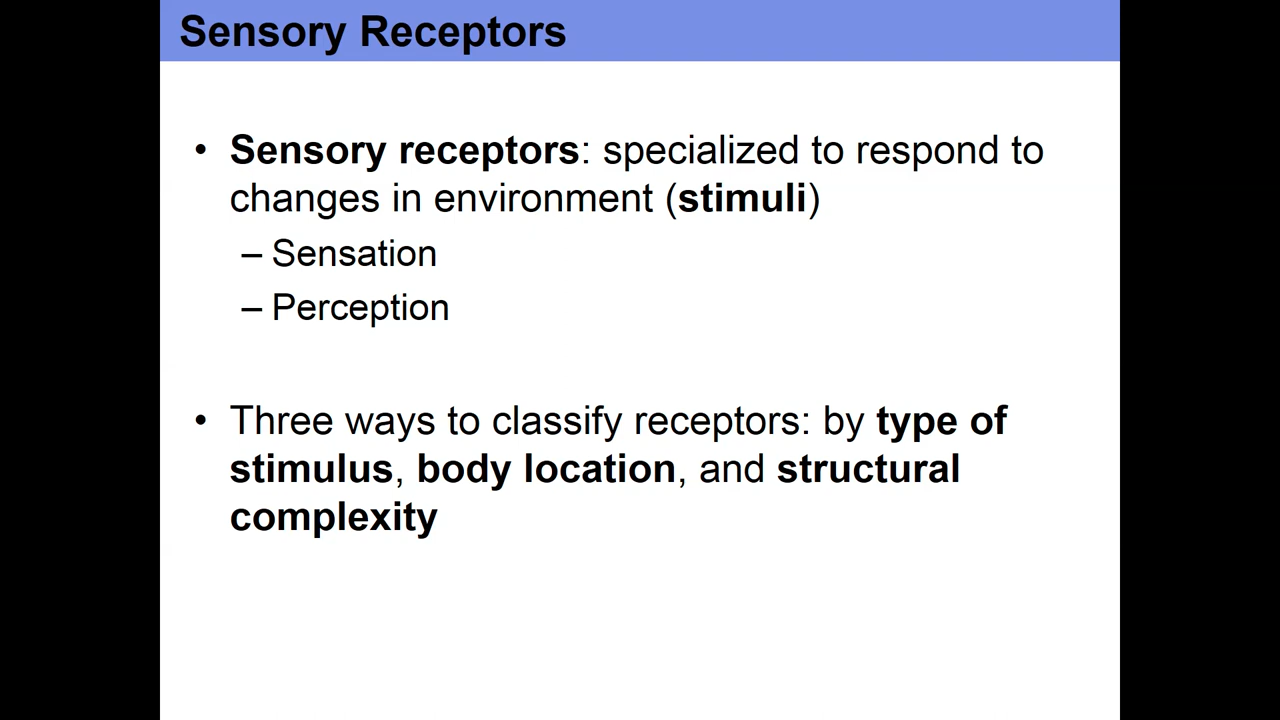 Sensory Receptors
• Sensory receptors: specialized to respond to
changes in environment (stimuli)
– Sensation
– Perception
• Three ways to classify receptors: by type of
stimulus, body location, and structural
complexity